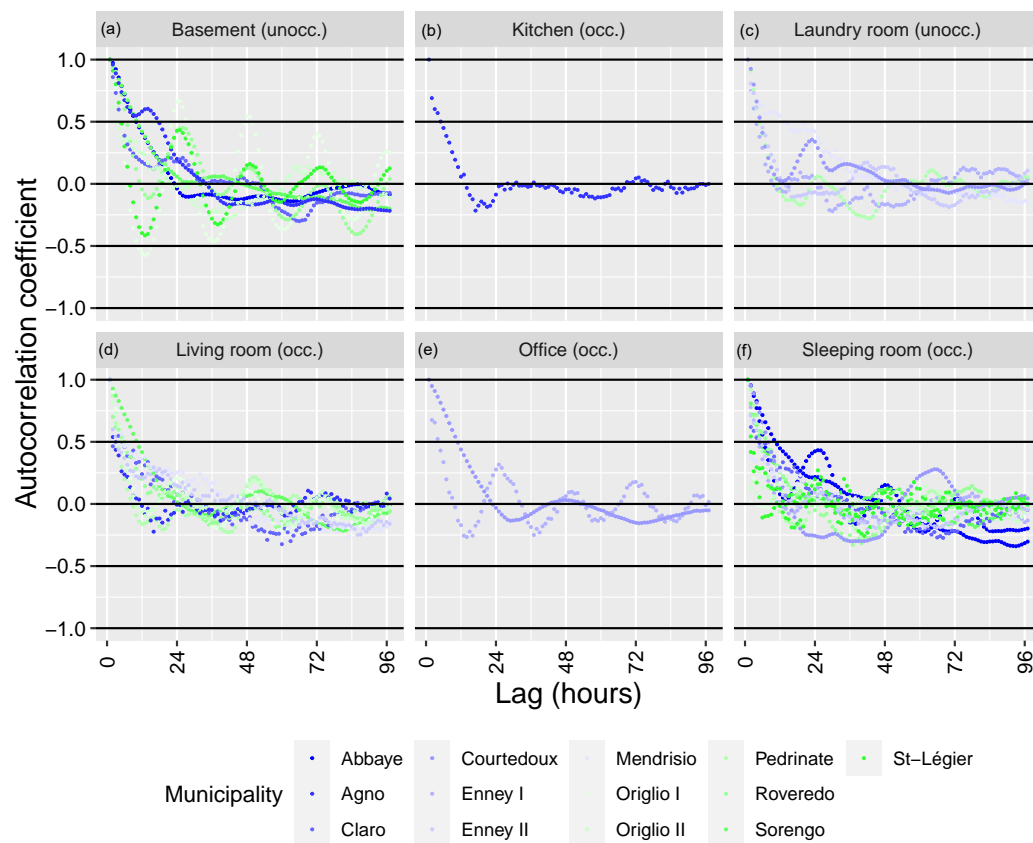 (a) Basement (unocc.)
(b) Kitchen (occ.)
(c) Laundry room (unocc.)
1.0
0.5
0.0
−0.5
−1.0
(d) Living room (occ.)
(e) Office (occ.)
(f) Sleeping room (occ.)
1.0
0.5
0.0
−0.5
−1.0
Autocorrelation coefficient
0 24 48 72 96
0 24 48 72 96
0 24 48 72 96
Lag (hours)
Municipality
Abbaye
Agno
Claro
Courtedoux
Enney I
Enney II
Mendrisio
Origlio I
Origlio II
Pedrinate
Roveredo
Sorengo
St−Légier